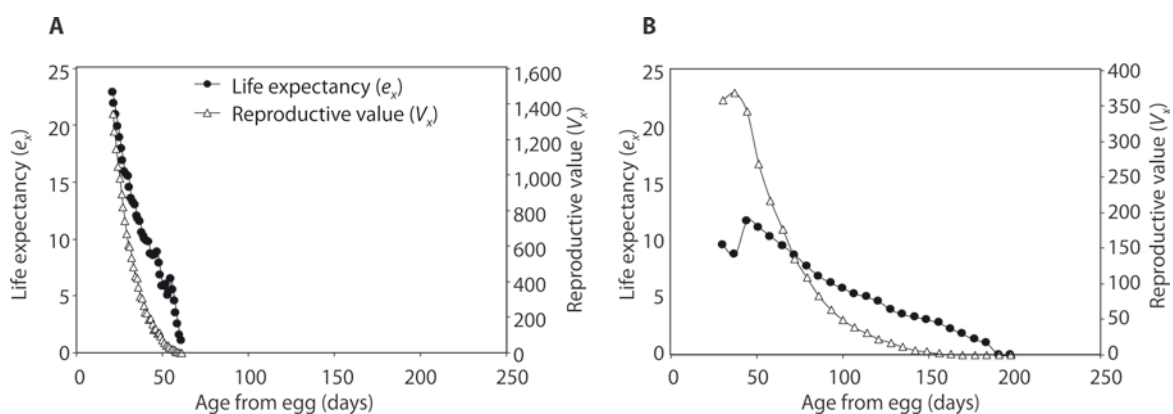 A
B
25
20
15
10
5
0
Life expectancy (eₓ)
Life expectancy (eₓ)
Reproductive value (Vₓ)
1,600
1,400
1,200
1,000
800
600
400
200
0
Reproductive value (Vₓ)
0 50 100 150 200 250
Age from egg (days)
25
20
15
10
5
0
Life expectancy (eₓ)
400
350
300
250
200
150
100
50
0
Reproductive value (Vₓ)
0 50 100 150 200 250
Age from egg (days)